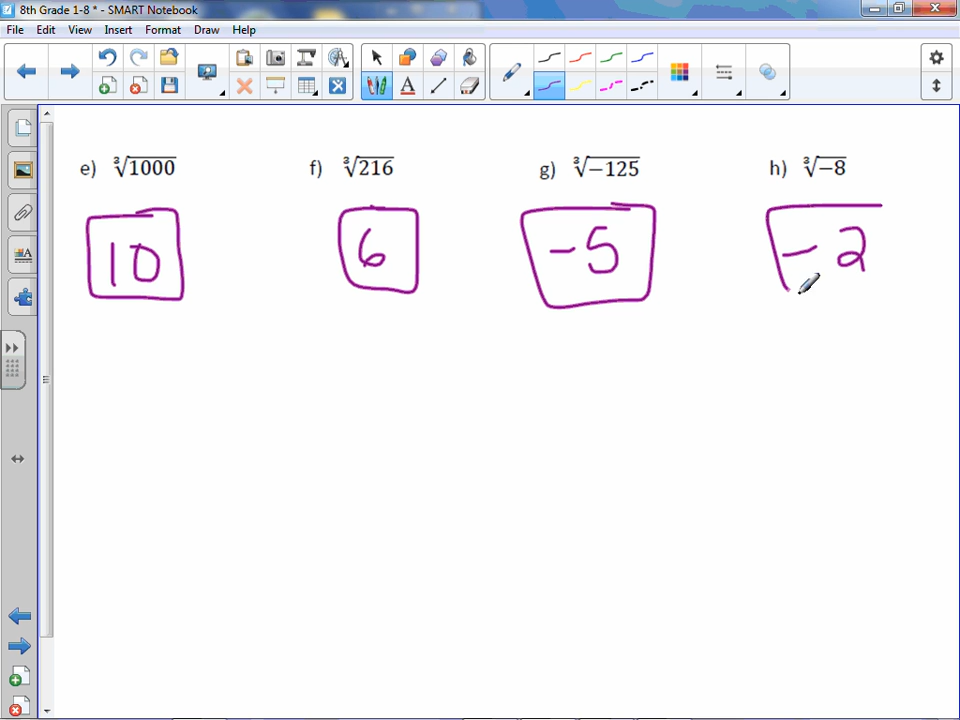 8th Grade 1-8 * - SMART Notebook
File Edit View Insert Format Draw Help
e) ∛1000 f) ∛216 g) ∛−125 h) ∛−8
10 6 −5 −2